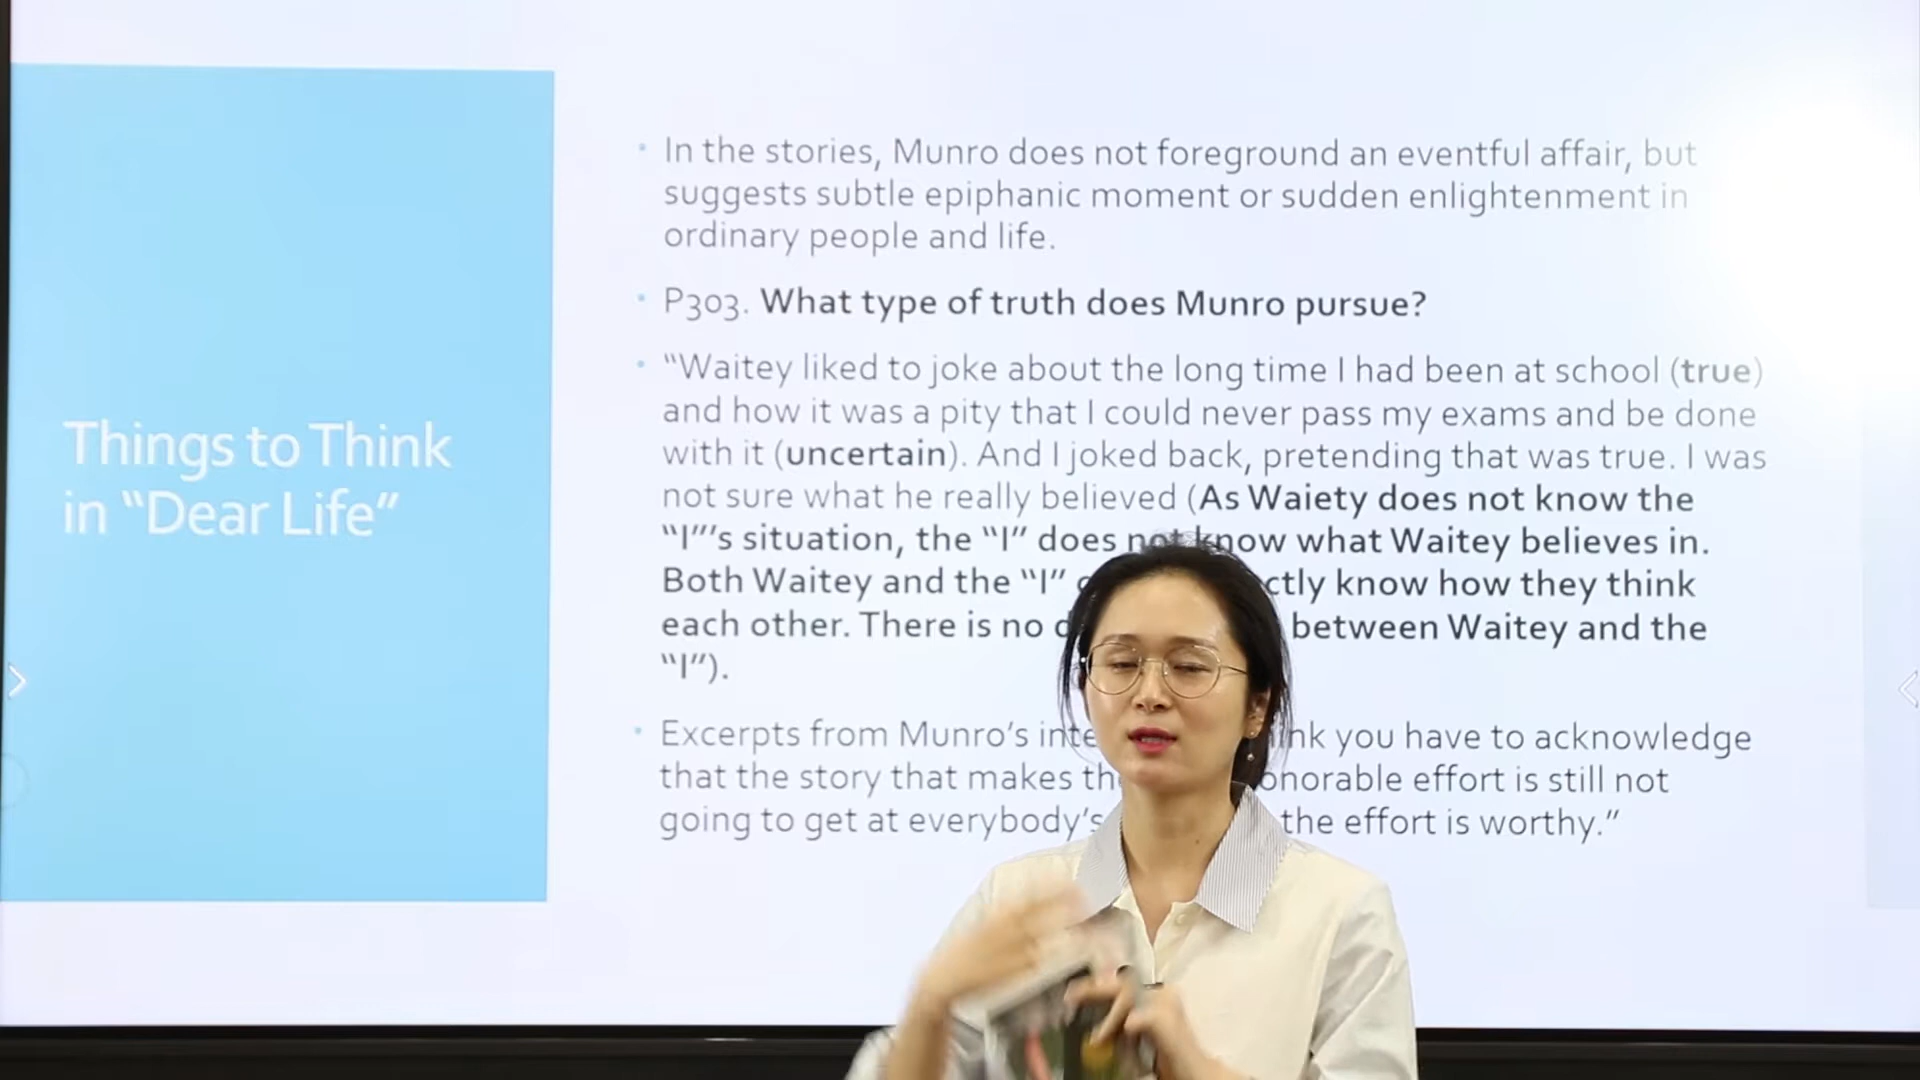 Things to Think
in “Dear Life”
In the stories, Munro does not foreground an eventful affair, but
suggests subtle epiphanic moment or sudden enlightenment in
ordinary people and life.
P303. What type of truth does Munro pursue?
“Waitey liked to joke about the long time I had been at school (true)
and how it was a pity that I could never pass my exams and be done
with it (uncertain). And I joked back, pretending that was true. I was
not sure what he really believed (As Waiety does not know the
“I”’s situation, the “I” does not know what Waitey believes in.
Both Waitey and the “I” know how they think
each other. There is no between Waitey and the
“I”).
Excerpts from Munro’s you have to acknowledge
that the story that makes effort is still not
going to get at everybody’s the effort is worthy.”